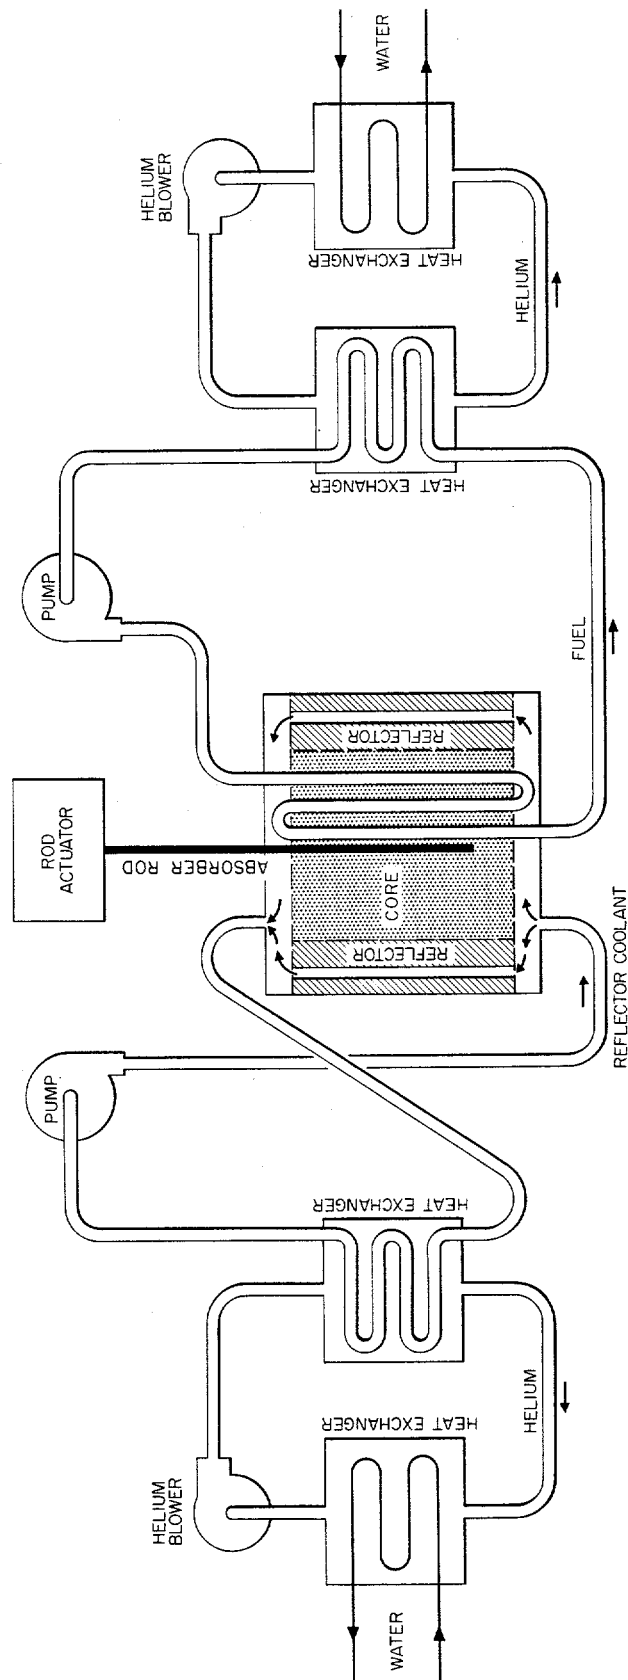 WATER
HELIUM
BLOWER
HEAT EXCHANGER
HELIUM
HEAT EXCHANGER
PUMP
FUEL
REFLECTOR
ROD
ACTUATOR
ABSORBER ROD
CORE
REFLECTOR
REFLECTOR COOLANT
PUMP
HEAT EXCHANGER
HELIUM
HEAT EXCHANGER
HELIUM
BLOWER
WATER